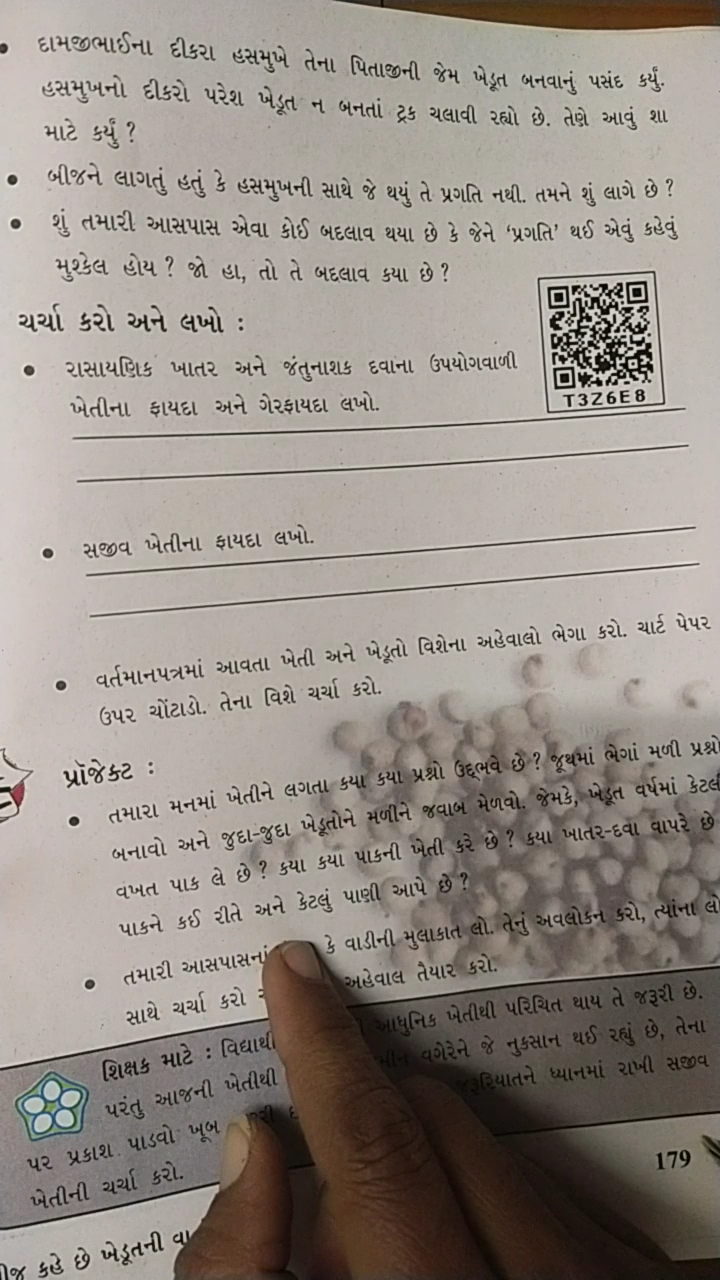 દામજીભાઈના દીકરા હસમુખે તેના પિતાજીની જેમ ખેડૂત બનવાનું પસંદ કર્યું.
હસમુખનો દીકરો પરેશ ખેડૂત ન બનતાં ટ્રક ચલાવી રહ્યો છે. તેણે આવું શા
માટે કર્યું ?
બીજને લાગતું હતું કે હસમુખની સાથે જે થયું તે પ્રગતિ નથી. તમને શું લાગે છે ?
શું તમારી આસપાસ એવા કોઈ બદલાવ થયા છે કે જેને ‘પ્રગતિ’ થઈ એવું કહેવું
મુશ્કેલ હોય ? જો હા, તો તે બદલાવ કયા છે ?
ચર્ચા કરો અને લખો :
રાસાયણિક ખાતર અને જંતુનાશક દવાના ઉપયોગવાળી
ખેતીના ફાયદા અને ગેરફાયદા લખો.
T3Z6E8
સજીવ ખેતીના ફાયદા લખો.
વર્તમાનપત્રમાં આવતા ખેતી અને ખેડૂતો વિશેના અહેવાલો ભેગા કરો. ચાર્ટ પેપર
ઉપર ચોંટાડો. તેના વિશે ચર્ચા કરો.
પ્રૉજેક્ટ :
તમારા મનમાં ખેતીને લગતા કયા કયા પ્રશ્નો ઉદ્ભવે છે ? જૂથમાં ભેગાં મળી પ્રશ્નો
બનાવો અને જુદા-જુદા ખેડૂતોને મળીને જવાબ મેળવો. જેમકે, ખેડૂત વર્ષમાં
વખત પાક લે છે ? કયા કયા પાકની ખેતી કરે છે ? કયા ખાતર-દવા વાપરે છે
પાકને કઈ રીતે અને કેટલું પાણી આપે છે ?
તમારી આસપાસનાં કે વાડીની મુલાકાત લો. તેનું અવલોકન કરો, ત્યાંના
સાથે ચર્ચા કરો અહેવાલ તૈયાર કરો.
શિક્ષક માટે : આધુનિક ખેતીથી પરિચિત થાય તે જરૂરી છે.
પરંતુ આજની ખેતીથી વગેરેને જે નુકસાન થઈ રહ્યું છે, તેના
પર પ્રકાશ પાડવો ખૂબ ધ્યાનમાં રાખી સજીવ
ખેતીની ચર્ચા કરો.
179
કહે છે ખેડૂતની